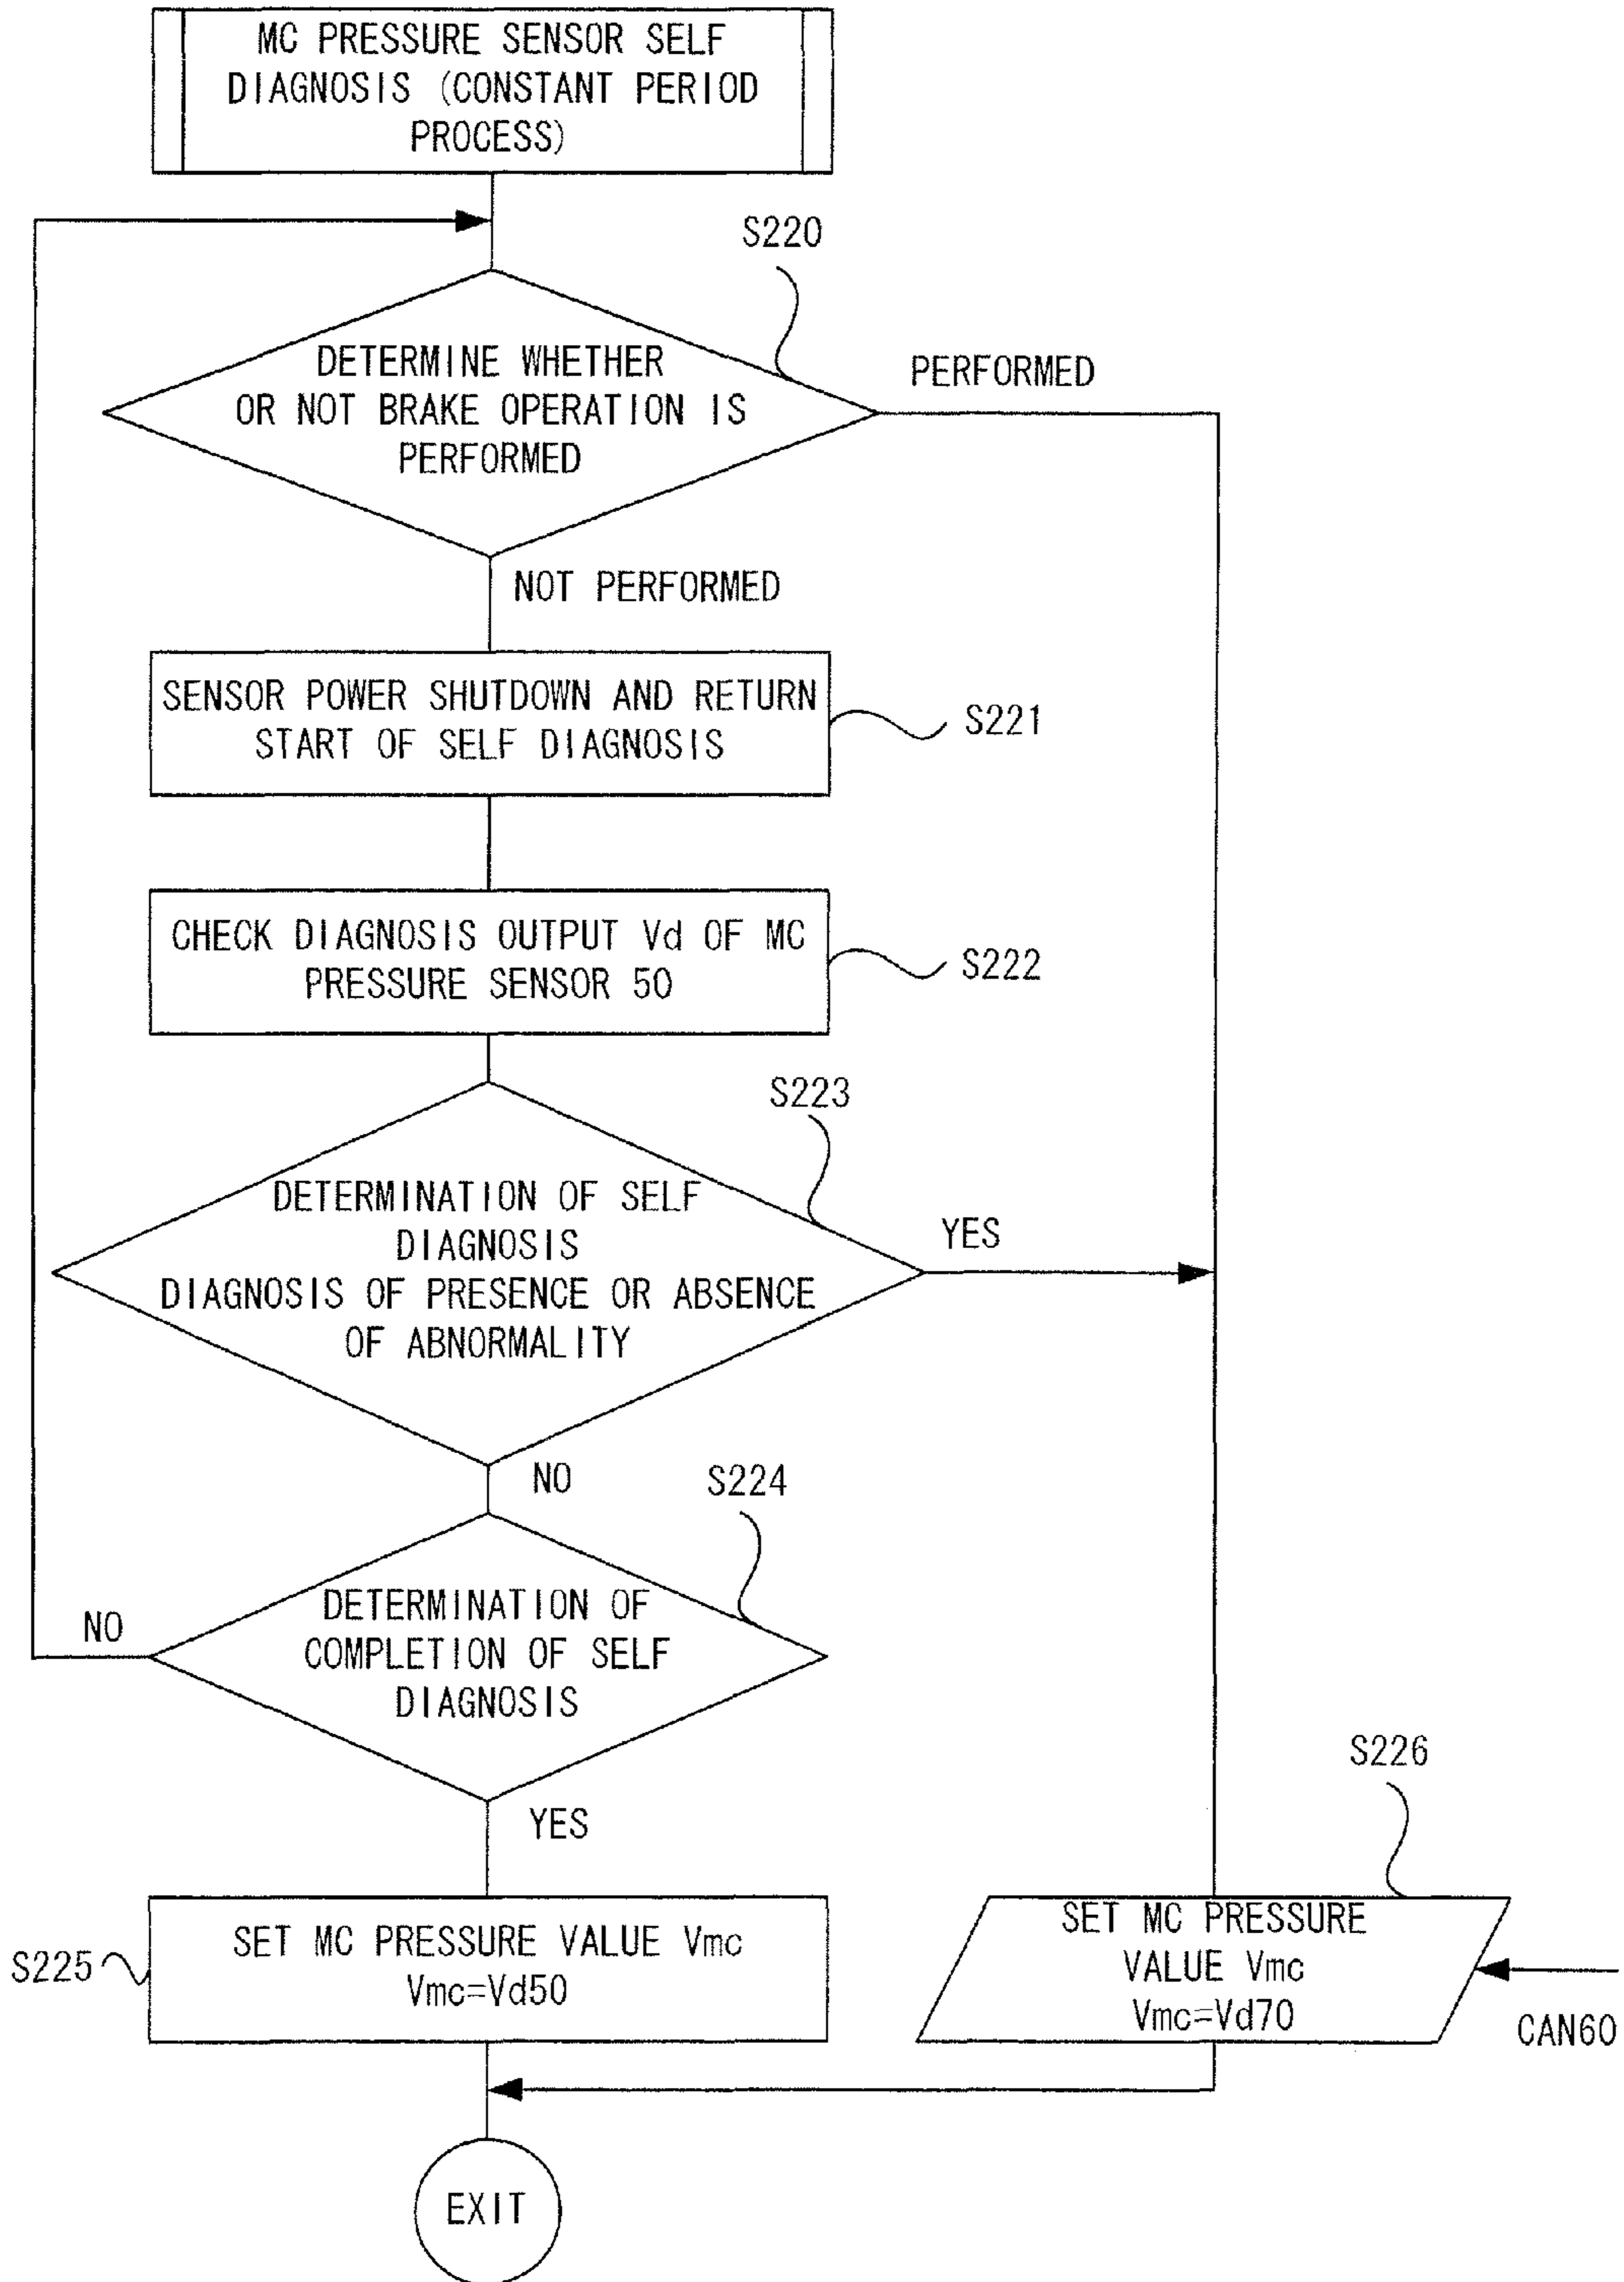 MC PRESSURE SENSOR SELF
DIAGNOSIS (CONSTANT PERIOD
PROCESS)
S220
DETERMINE WHETHER
OR NOT BRAKE OPERATION IS
PERFORMED
PERFORMED
NOT PERFORMED
SENSOR POWER SHUTDOWN AND RETURN
START OF SELF DIAGNOSIS
S221
CHECK DIAGNOSIS OUTPUT Vd OF MC
PRESSURE SENSOR 50
S222
S223
DETERMINATION OF SELF
DIAGNOSIS
DIAGNOSIS OF PRESENCE OR ABSENCE
OF ABNORMALITY
YES
NO
S224
DETERMINATION OF
COMPLETION OF SELF
DIAGNOSIS
NO
YES
S225
SET MC PRESSURE VALUE Vmc
Vmc=Vd50
S226
SET MC PRESSURE
VALUE Vmc
Vmc=Vd70
CAN60
EXIT